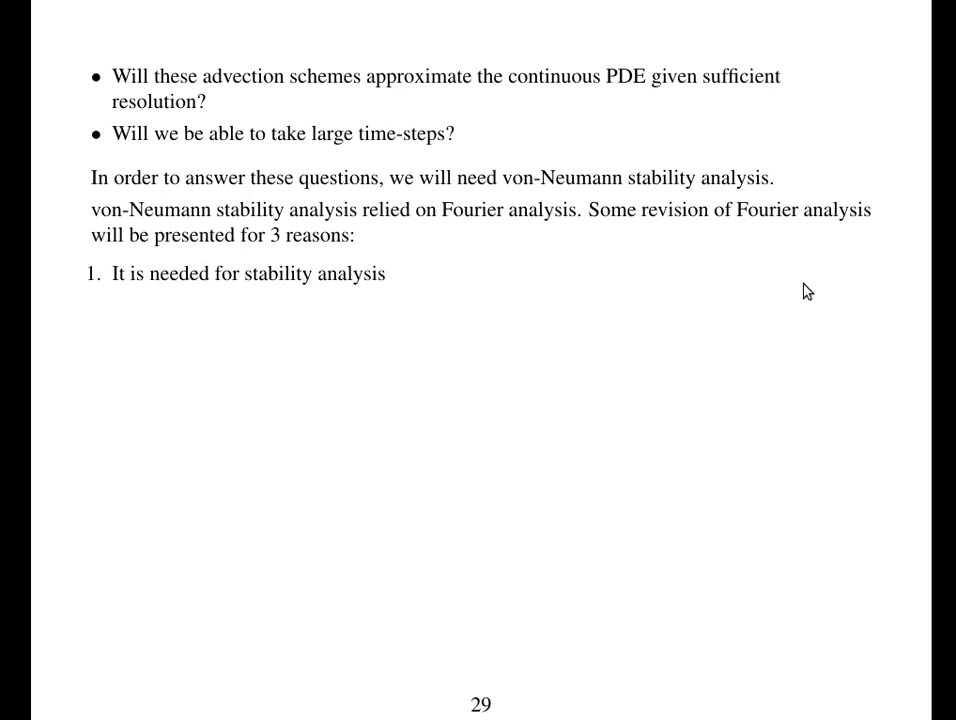 • Will these advection schemes approximate the continuous PDE given sufficient
resolution?
• Will we be able to take large time-steps?
In order to answer these questions, we will need von-Neumann stability analysis.
von-Neumann stability analysis relied on Fourier analysis. Some revision of Fourier analysis
will be presented for 3 reasons:
1. It is needed for stability analysis
29